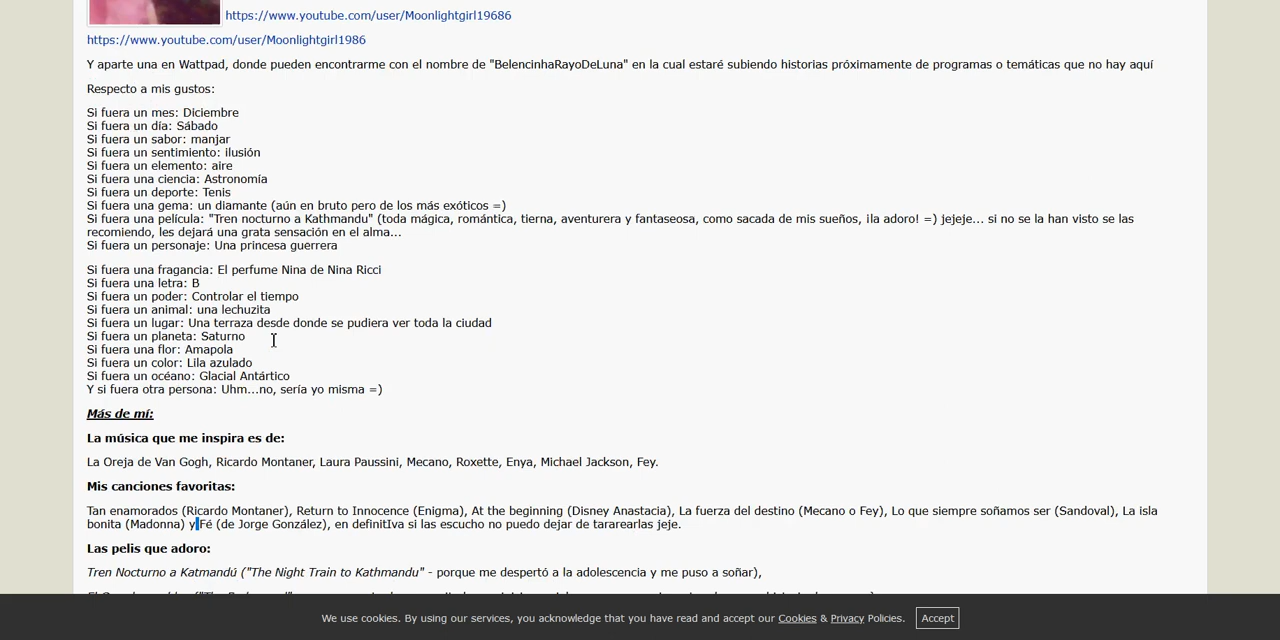 https://www.youtube.com/user/Moonlightgirl19686
https://www.youtube.com/user/Moonlightgirl1986
Y aparte una en Wattpad, donde pueden encontrarme con el nombre de "BelencinhaRayoDeLuna" en la cual estaré subiendo historias próximamente de programas o temáticas que no hay aquí
Respecto a mis gustos:
Si fuera un mes: Diciembre
Si fuera un día: Sábado
Si fuera un sabor: manjar
Si fuera un sentimiento: ilusión
Si fuera un elemento: aire
Si fuera una ciencia: Astronomía
Si fuera un deporte: Tenis
Si fuera una gema: un diamante (aún en bruto pero de los más exóticos =)
Si fuera una película: "Tren nocturno a Kathmandu" (toda mágica, romántica, tierna, aventurera y fantaseosa, como sacada de mis sueños, ¡la adoro! =) jejeje... si no se la han visto se las
recomiendo, les dejará una grata sensación en el alma...
Si fuera un personaje: Una princesa guerrera
Si fuera una fragancia: El perfume Nina de Nina Ricci
Si fuera una letra: B
Si fuera un poder: Controlar el tiempo
Si fuera un animal: una lechuzita
Si fuera un lugar: Una terraza desde donde se pudiera ver toda la ciudad
Si fuera un planeta: Saturno
Si fuera una flor: Amapola
Si fuera un color: Lila azulado
Si fuera un océano: Glacial Antártico
Y si fuera otra persona: Uhm...no, sería yo misma =)
Más de mí:
La música que me inspira es de:
La Oreja de Van Gogh, Ricardo Montaner, Laura Paussini, Mecano, Roxette, Enya, Michael Jackson, Fey.
Mis canciones favoritas:
Tan enamorados (Ricardo Montaner), Return to Innocence (Enigma), At the beginning (Disney Anastacia), La fuerza del destino (Mecano o Fey), Lo que siempre soñamos ser (Sandoval), La isla
bonita (Madonna) y Fé (de Jorge González), en definitIva si las escucho no puedo dejar de tararearlas jeje.
Las pelis que adoro:
Tren Nocturno a Katmandú ("The Night Train to Kathmandu" - porque me despertó a la adolescencia y me puso a soñar),
We use cookies. By using our services, you acknowledge that you have read and accept our Cookies & Privacy Policies.
Accept